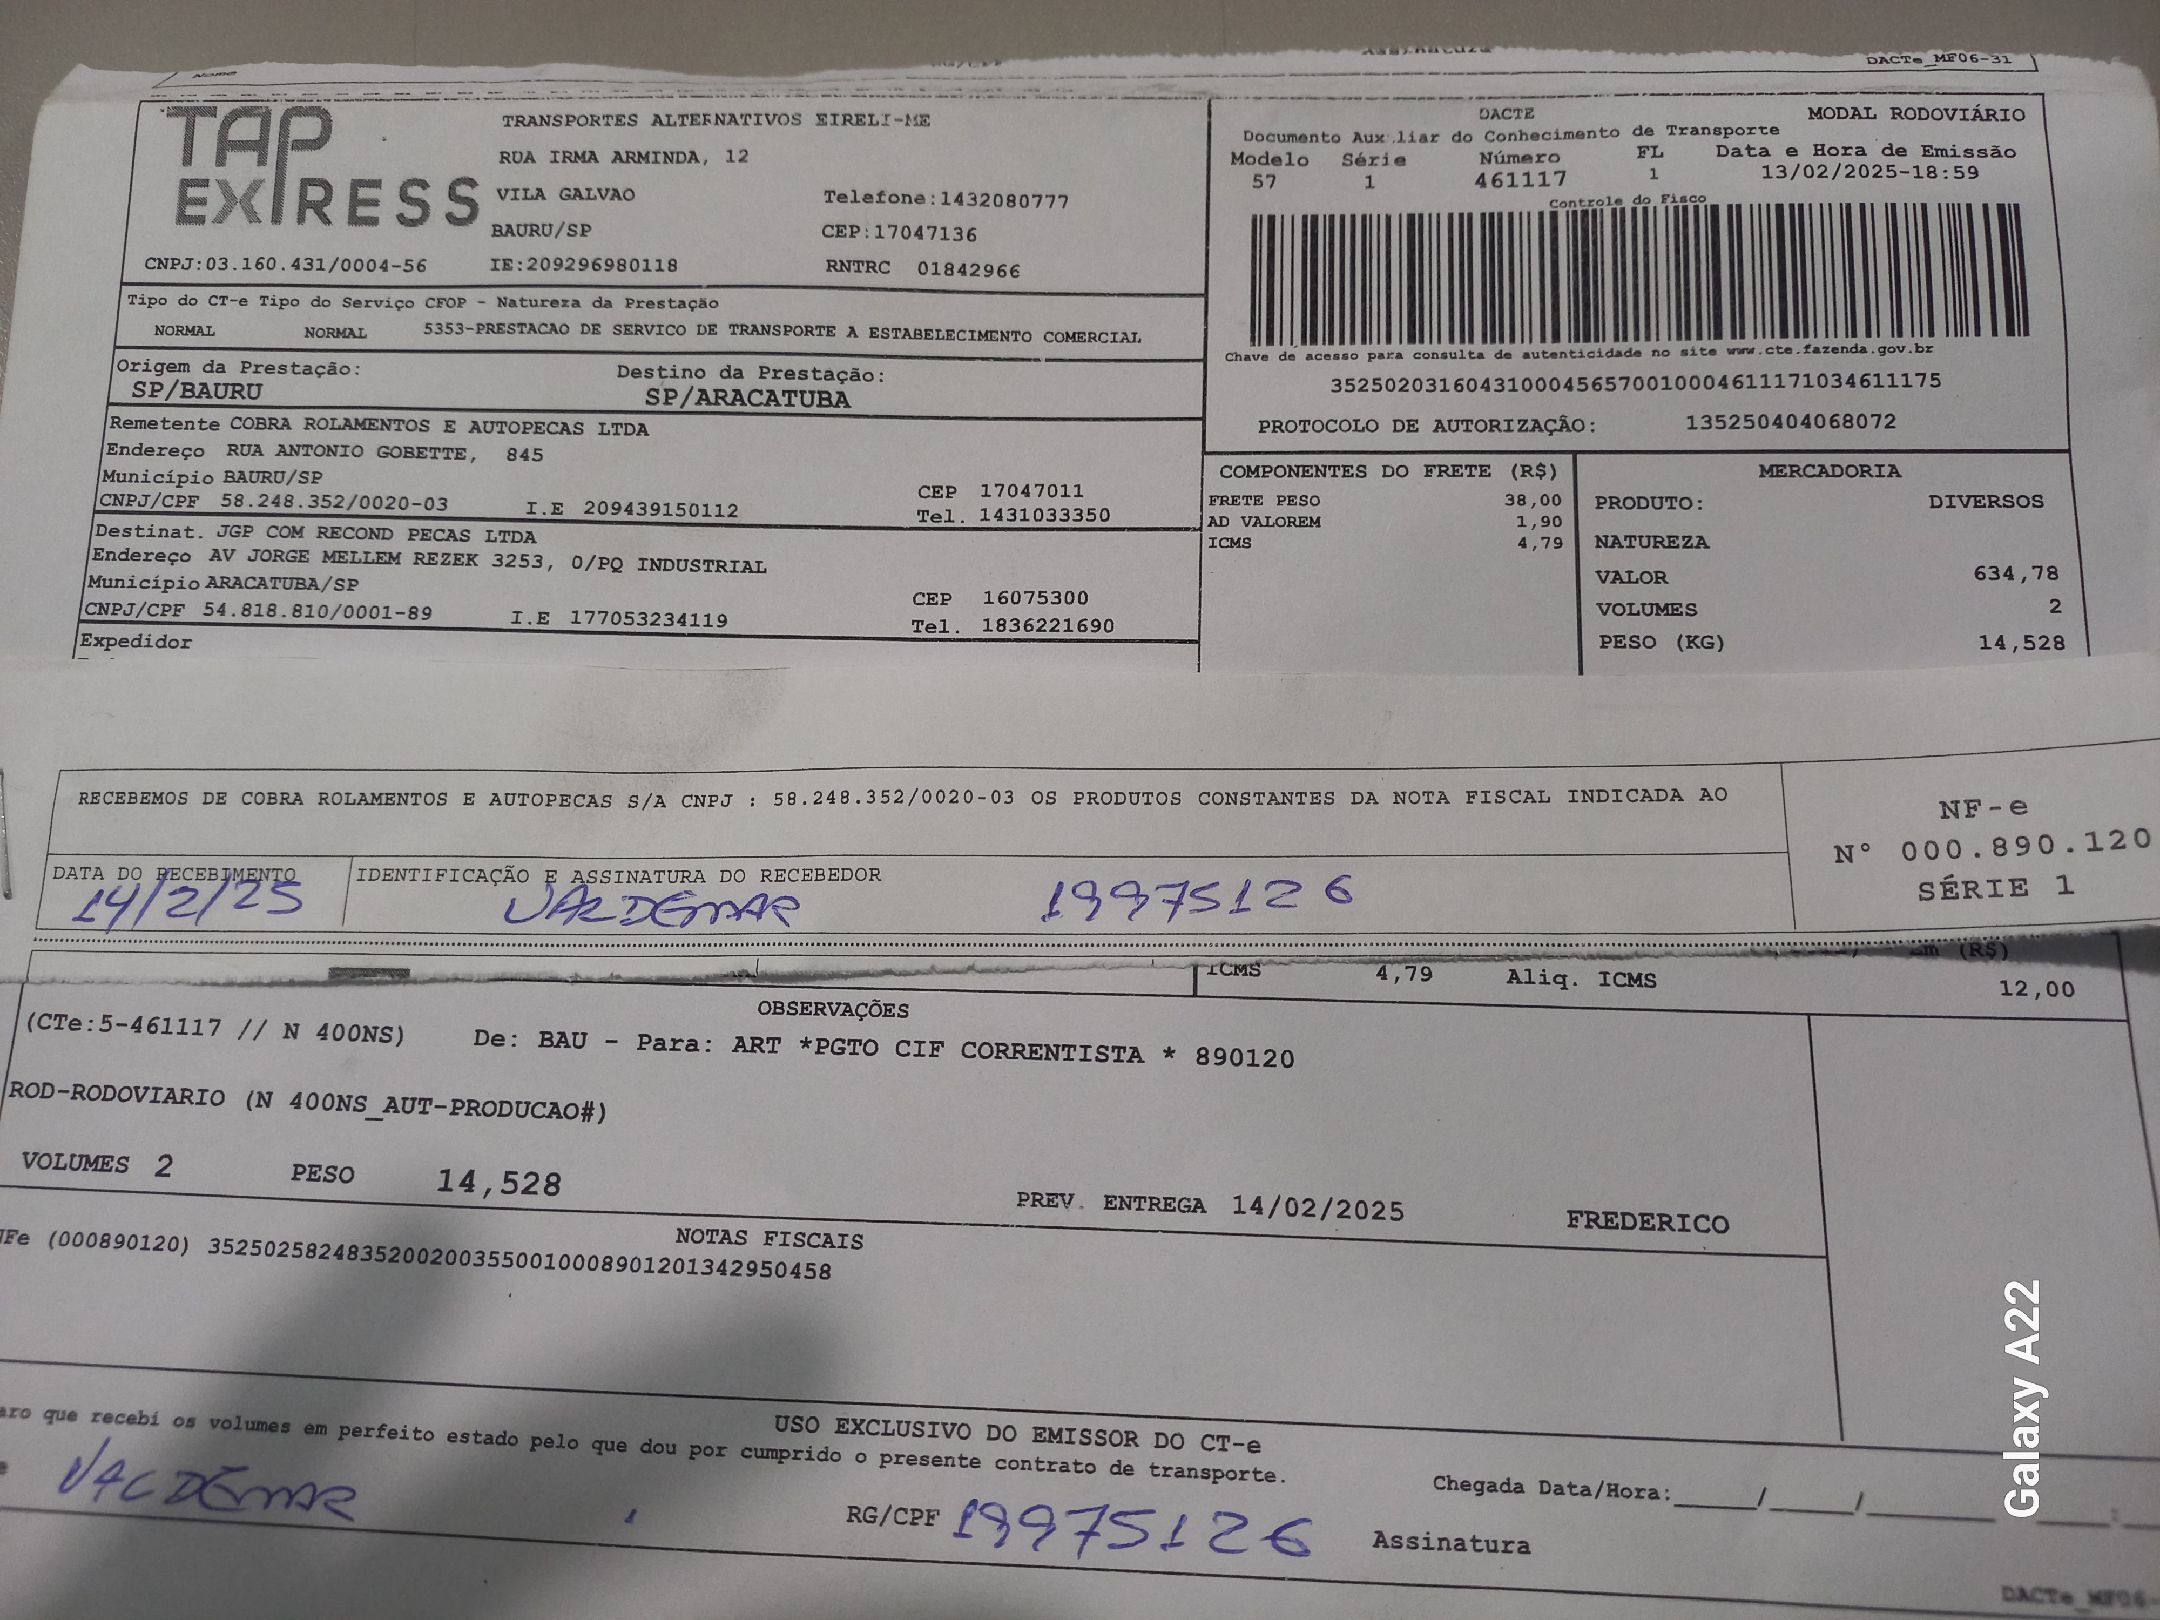 Nome
Assinatura
DACTe_MF06-31
TAP EXPRESS
TRANSPORTES ALTERNATIVOS EIRELI-ME
RUA IRMA ARMINDA, 12
VILA GALVAO Telefone:1432080777
BAURU/SP CEP:17047136
CNPJ:03.160.431/0004-56 IE:209296980118 RNTRC 01842966
DACTE MODAL RODOVIÁRIO
Documento Aux.liar do Conhecimento de Transporte
Modelo Série Número FL Data e Hora de Emissão
57 1 461117 1 13/02/2025-18:59
Controle do Fisco
Chave de acesso para consulta de autenticidade no site www.cte.fazenda.gov.br
35250203160431000456570010004611171034611175
PROTOCOLO DE AUTORIZAÇÃO: 135250404068072
Tipo do CT-e Tipo do Serviço CFOP - Natureza da Prestação
NORMAL NORMAL 5353-PRESTACAO DE SERVICO DE TRANSPORTE A ESTABELECIMENTO COMERCIAL
Origem da Prestação: Destino da Prestação:
SP/BAURU SP/ARACATUBA
Remetente COBRA ROLAMENTOS E AUTOPECAS LTDA
Endereço RUA ANTONIO GOBETTE, 845
Município BAURU/SP CEP 17047011
CNPJ/CPF 58.248.352/0020-03 I.E 209439150112 Tel. 1431033350
Destinat. JGP COM RECOND PECAS LTDA
Endereço AV JORGE MELLEM REZEK 3253, 0/PQ INDUSTRIAL
Município ARACATUBA/SP CEP 16075300
CNPJ/CPF 54.818.810/0001-89 I.E 177053234119 Tel. 1836221690
Expedidor
COMPONENTES DO FRETE (R$)
FRETE PESO 38,00
AD VALOREM 1,90
ICMS 4,79
MERCADORIA
PRODUTO: DIVERSOS
NATUREZA
VALOR 634,78
VOLUMES 2
PESO (KG) 14,528
RECEBEMOS DE COBRA ROLAMENTOS E AUTOPECAS S/A CNPJ : 58.248.352/0020-03 OS PRODUTOS CONSTANTES DA NOTA FISCAL INDICADA AO
NF-e
N° 000.890.120
SÉRIE 1
DATA DO RECEBIMENTO IDENTIFICAÇÃO E ASSINATURA DO RECEBEDOR
14/2/25 VALDEMAR 19975126
(R$)
ICMS 4,79 Aliq. ICMS 12,00
OBSERVAÇÕES
(CTe:5-461117 // N 400NS) De: BAU - Para: ART *PGTO CIF CORRENTISTA * 890120
ROD-RODOVIARIO (N 400NS_AUT-PRODUCAO#)
VOLUMES 2 PESO 14,528 PREV. ENTREGA 14/02/2025 FREDERICO
NOTAS FISCAIS
NFe (000890120) 35250258248352002003550010008901201342950458
USO EXCLUSIVO DO EMISSOR DO CT-e
aro que recebi os volumes em perfeito estado pelo que dou por cumprido o presente contrato de transporte.
e VALDEMAR RG/CPF 19975126 Assinatura
Chegada Data/Hora:_____/_____/
DACTe_MF06-
Galaxy A22